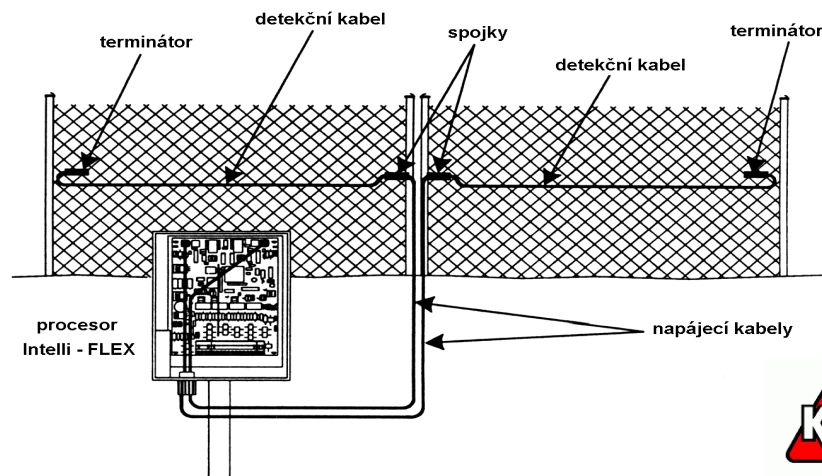 terminátor
detekční kabel
spojky
terminátor
detekční kabel
procesor
Intelli - FLEX
napájecí kabely
K